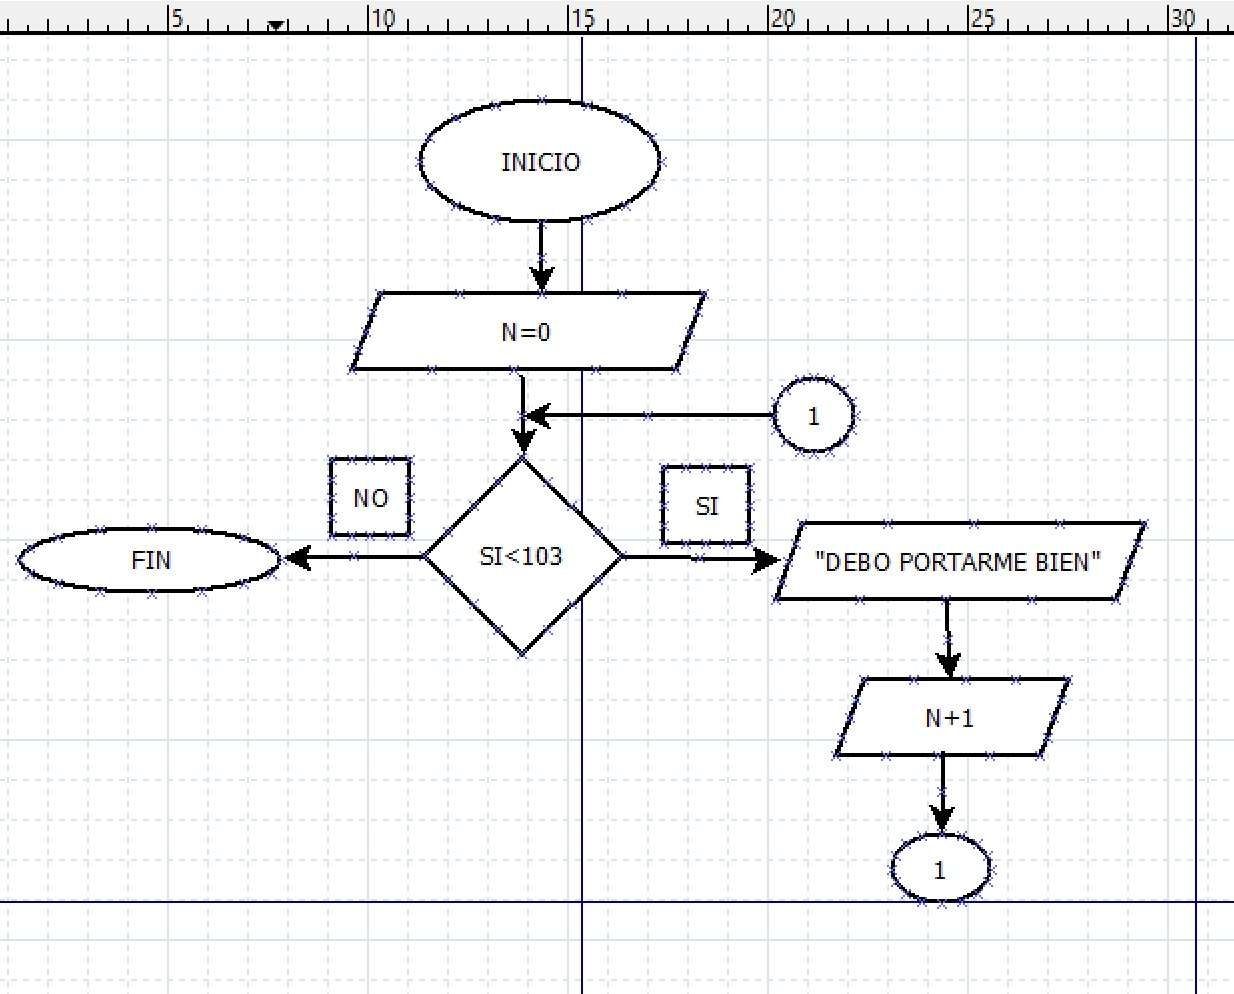 5 10 15 20 25 30
INICIO
N=0
1
NO
SI
FIN
SI<103
"DEBO PORTARME BIEN"
N+1
1